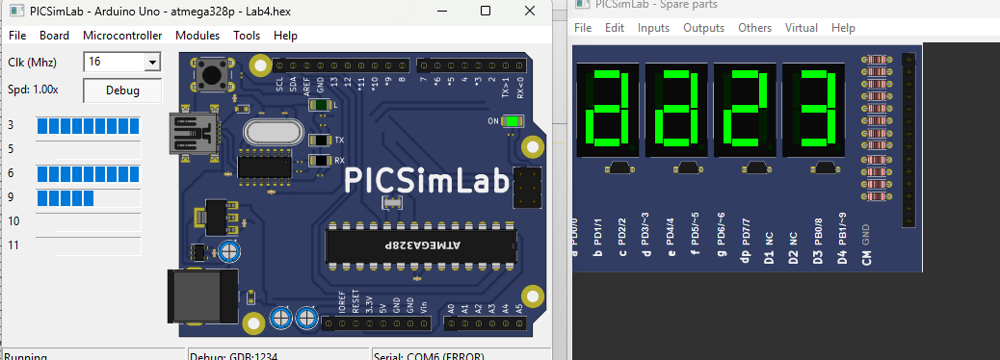 PICSimLab - Arduino Uno - atmega328p - Lab4.hex
File Board Microcontroller Modules Tools Help
Clk (Mhz) 16
Spd: 1.00x Debug
3
5
6
9
10
11
SCL SDA AREF GND 13 12 *11 *10 *9 8 7 *6 *5 4 *3 2 TX>1 RX<0
L
ON
TX
RX
PICSimLab
ATMEGA328P
IOREF RESET 3.3V 5V GND GND Vin A0 A1 A2 A3 A4 A5
Running Debug: GDB:1234 Serial: COM6 (ERROR)
PICSimLab - Spare parts
File Edit Inputs Outputs Others Virtual Help
a PD0/0
b PD1/1
c PD2/2
d PD3/~3
e PD4/4
f PD5/~5
g PD6/~6
dp PD7/7
D1 NC
D2 NC
D3 PB0/8
D4 PB1/~9
CM GND